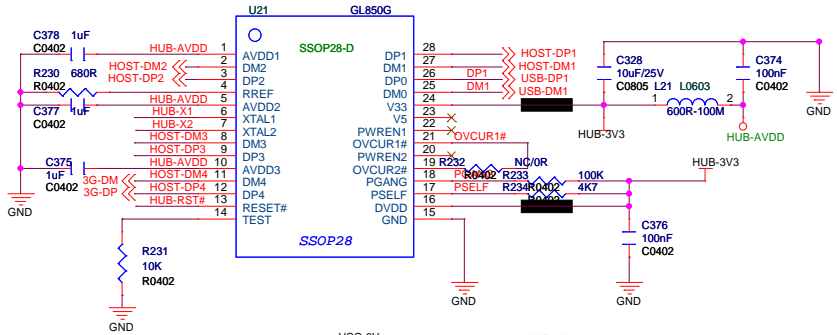 U21 GL850G
C378 1uF
C0402
HUB-AVDD
R230 680R
R0402
HOST-DM2
HOST-DP2
C377 1uF
C0402
HUB-AVDD
HUB-X1
HUB-X2
HOST-DM3
HOST-DP3
C375
1uF
C0402
HUB-AVDD
3G-DM HOST-DM4
3G-DP HOST-DP4
HUB-RST#
GND
R231
10K
R0402
GND
SSOP28-D
1 AVDD1
2 DM2
3 DP2
4 RREF
5 AVDD2
6 XTAL1
7 XTAL2
8 DM3
9 DP3
10 AVDD3
11 DM4
12 DP4
13 RESET#
14 TEST
DP1 28
DM1 27
DP0 26
DM0 25
V33 24
V5 23
PWREN1 22
OVCUR1# 21
PWREN2 20
OVCUR2# 19
PGANG 18
PSELF 17
DVDD 16
GND 15
SSOP28
HOST-DP1
HOST-DM1
DP1 USB-DP1
DM1 USB-DM1
OVCUR1#
R232 NC/0R
R0402
R233 100K
R0402
PSELF R234 4K7
GND
C328
10uF/25V
C0805
L21 L0603
1 2
600R-100M
C374
100nF
C0402
GND
HUB-3V3
HUB-AVDD
HUB-3V3
C376
100nF
C0402
GND